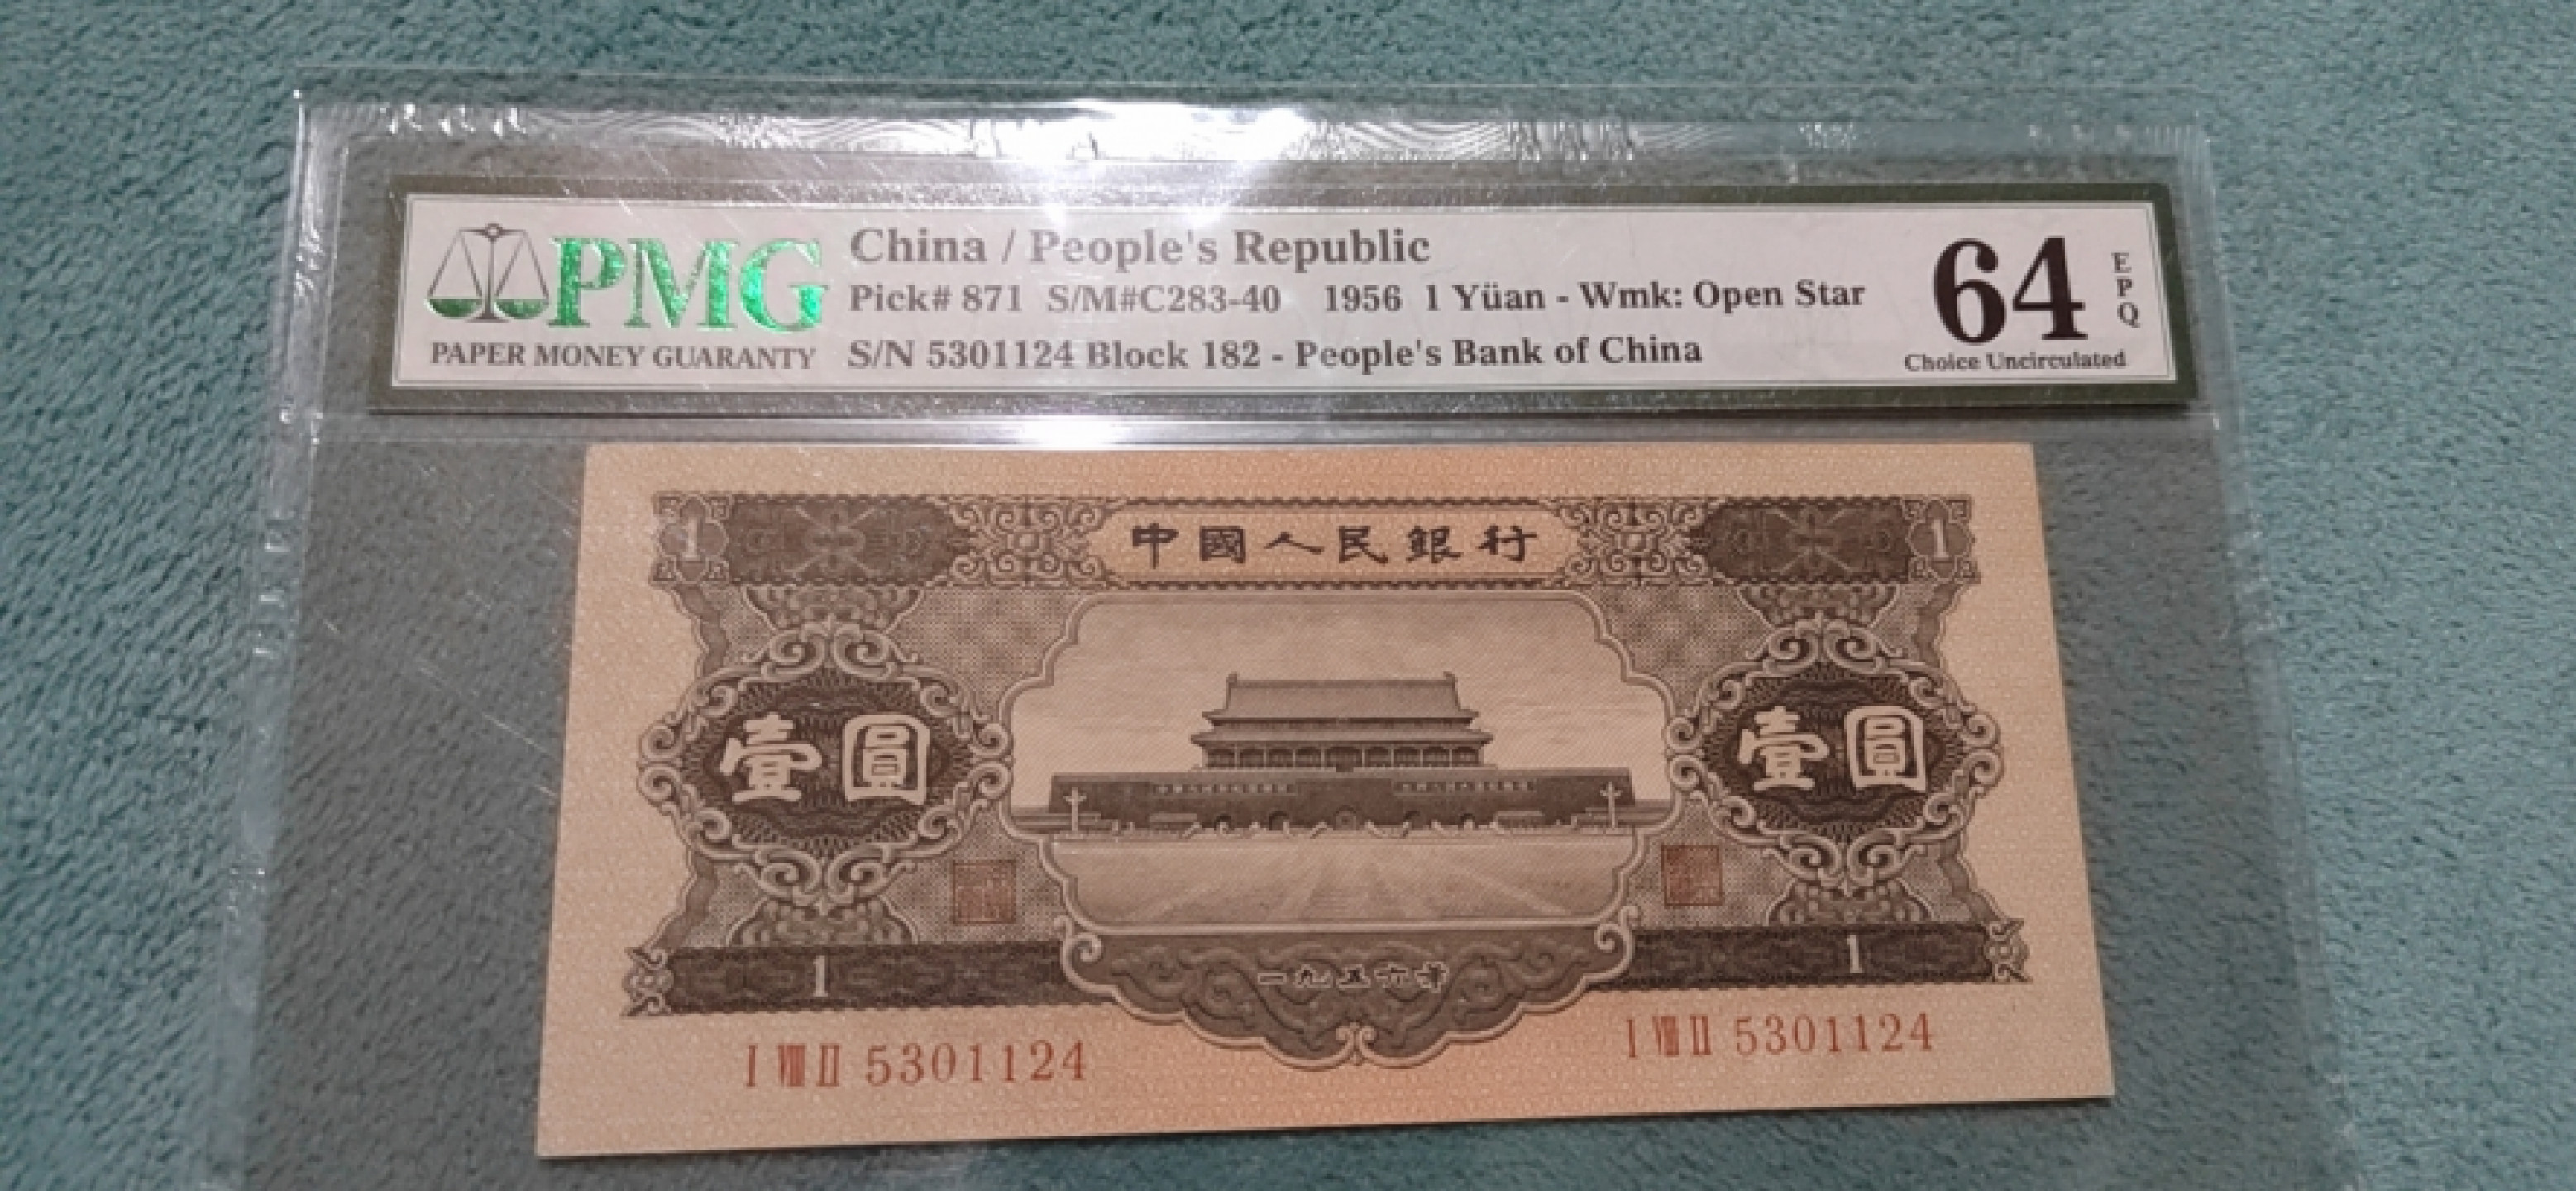 PMG
PAPER MONEY GUARANTY
China / People's Republic
Pick# 871 S/M#C283-40 1956 1 Yüan - Wmk: Open Star
S/N 5301124 Block 182 - People's Bank of China
64
EPQ
Choice Uncirculated
1 中國人民銀行 1
壹圓 壹圓
1 一九五六年 1
I VIII II 5301124 I VIII II 5301124